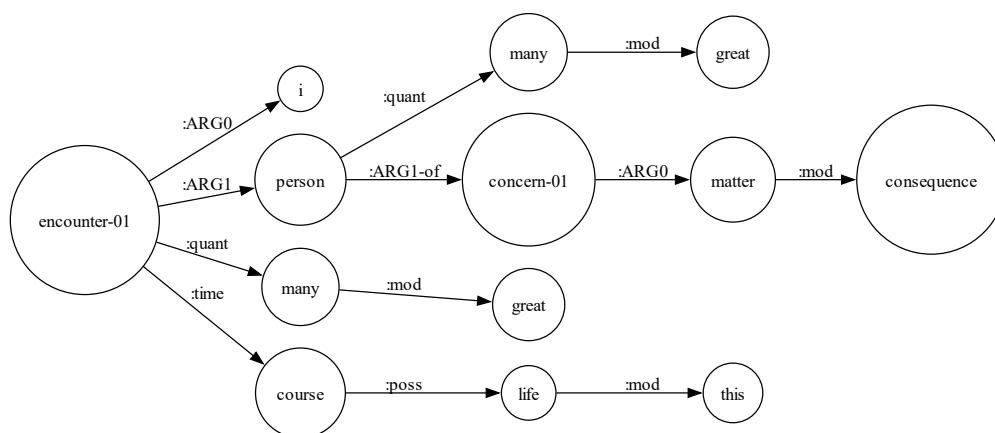 many :mod great
i
:ARG0 :quant
:ARG1 person :ARG1-of concern-01 :ARG0 matter :mod consequence
encounter-01
:quant many :mod great
:time
course :poss life :mod this